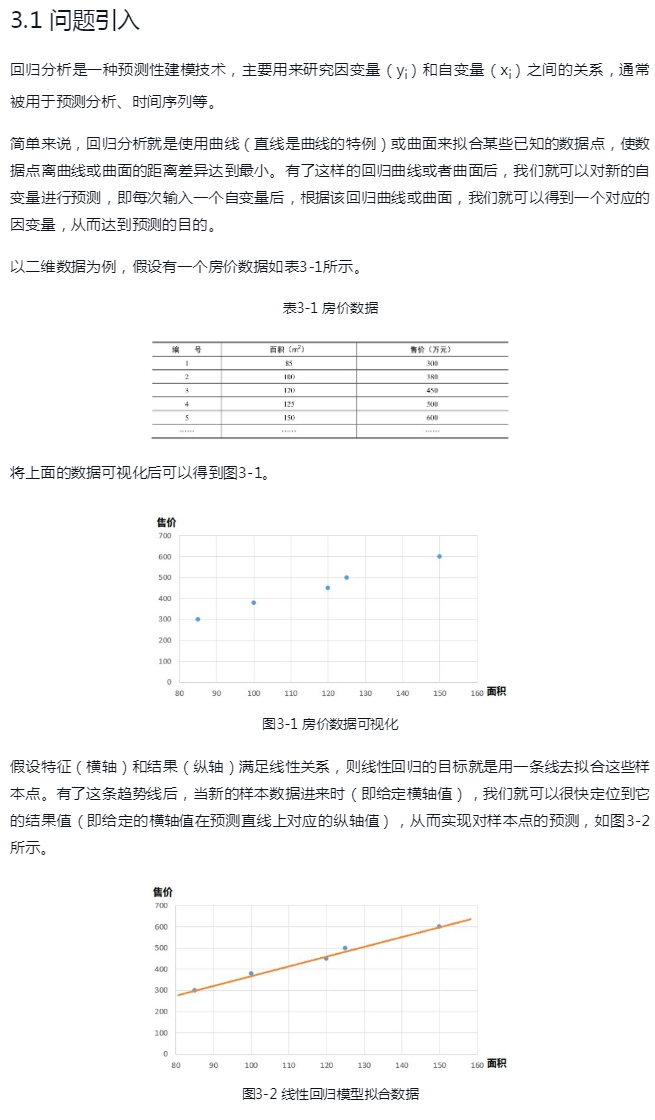 3.1 问题引入
回归分析是一种预测性建模技术，主要用来研究因变量（yi）和自变量（xi）之间的关系，通常
被用于预测分析、时间序列等。
简单来说，回归分析就是使用曲线（直线是曲线的特例）或曲面来拟合某些已知的数据点，使数
据点离曲线或曲面的距离差异达到最小。有了这样的回归曲线或者曲面后，我们就可以对新的自
变量进行预测，即每次输入一个自变量后，根据该回归曲线或曲面，我们就可以得到一个对应的
因变量，从而达到预测的目的。
以二维数据为例，假设有一个房价数据如表3-1所示。
表3-1 房价数据
编 号 面积（m²） 售价（万元）
1 85 300
2 100 380
3 120 450
4 125 500
5 150 600
…… …… ……
将上面的数据可视化后可以得到图3-1。
售价
700
600
500
400
300
200
100
0
80 90 100 110 120 130 140 150 160 面积
图3-1 房价数据可视化
假设特征（横轴）和结果（纵轴）满足线性关系，则线性回归的目标就是用一条线去拟合这些样
本点。有了这条趋势线后，当新的样本数据进来时（即给定横轴值），我们就可以很快定位到它
的结果值（即给定的横轴值在预测直线上对应的纵轴值），从而实现对样本点的预测，如图3-2
所示。
售价
700
600
500
400
300
200
100
0
80 90 100 110 120 130 140 150 160 面积
图3-2 线性回归模型拟合数据